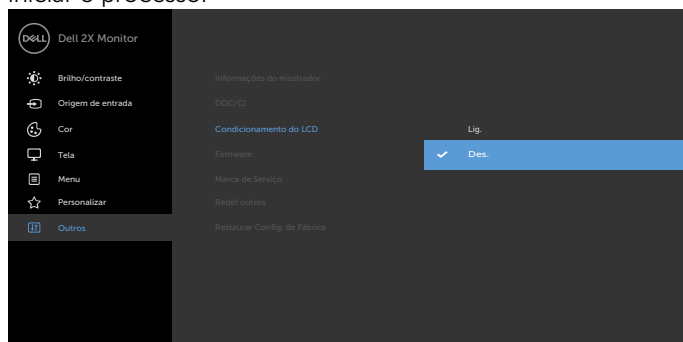 iniciar o processo.
DELL
Dell 2X Monitor
Brilho/contraste
Origem de entrada
Cor
Tela
Menu
Personalizar
Outros
Informações do mostrador
DDC/CI
Condicionamento do LCD
Firmware
Marca de Serviço
Redef outros
Restaurar Config. de Fábrica
Lig.
Des.